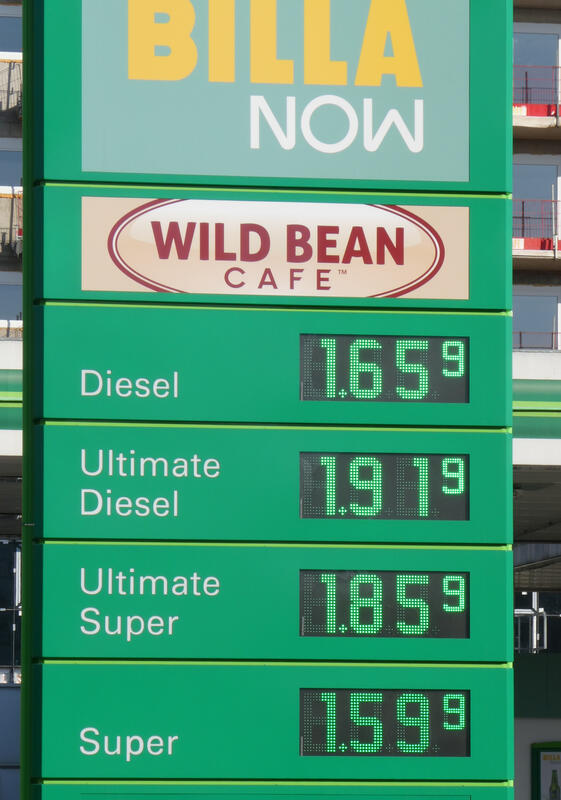 BILLA
NOW
WILD BEAN
CAFE™
Diesel 1.65⁹
Ultimate
Diesel 1.91⁹
Ultimate
Super 1.85⁹
Super 1.59⁹